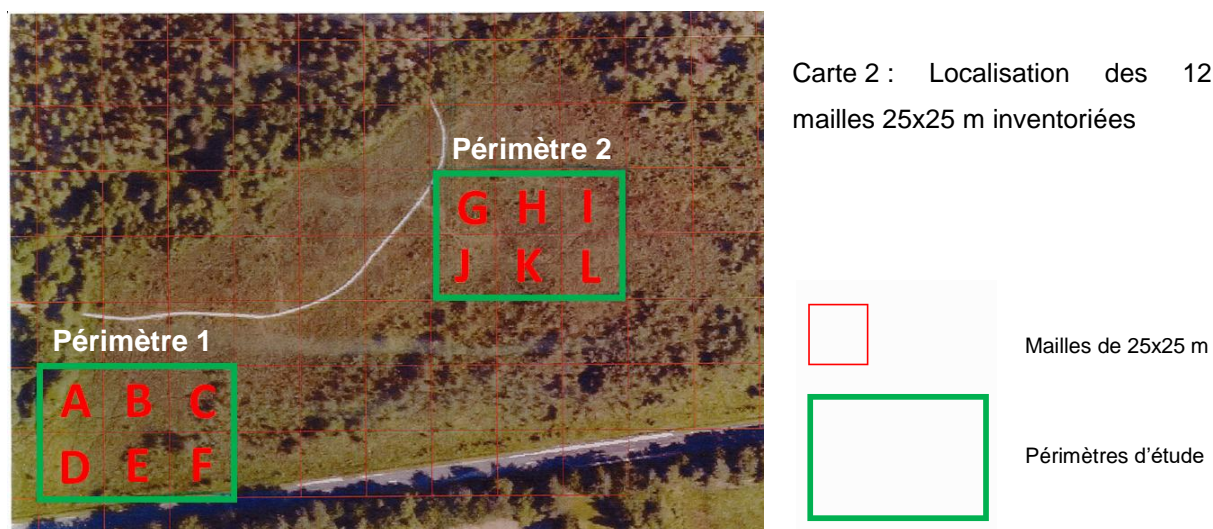 Carte 2 : Localisation des 12
mailles 25x25 m inventoriées
Périmètre 2
G H I
J K L
Périmètre 1
A B C
D E F
Mailles de 25x25 m
Périmètres d'étude